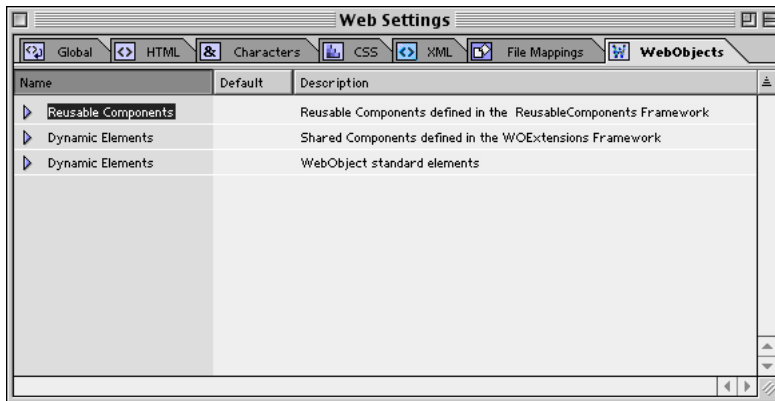 Web Settings
Global HTML & Characters CSS XML File Mappings WebObjects
Name Default Description
Reusable Components Reusable Components defined in the ReusableComponents Framework
Dynamic Elements Shared Components defined in the WOExtensions Framework
Dynamic Elements WebObject standard elements